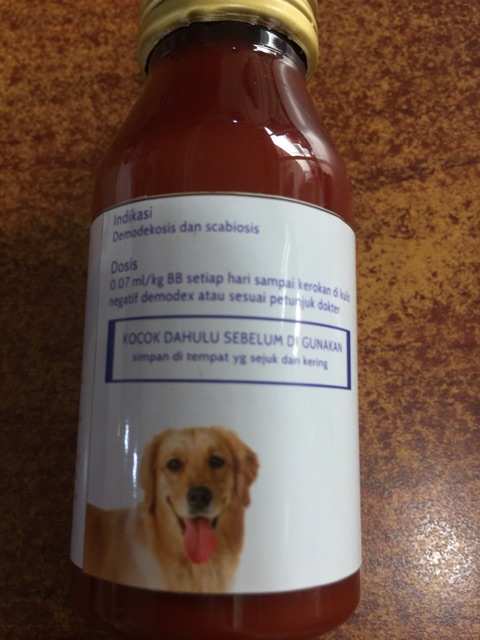 Indikasi
Demodekosis dan scabiosis
Dosis
0.07 ml/kg BB setiap hari sampai kerokan di kulit
negatif demodex atau sesuai petunjuk dokter.
KOCOK DAHULU SEBELUM DI GUNAKAN
simpan di tempat yg sejuk dan kering